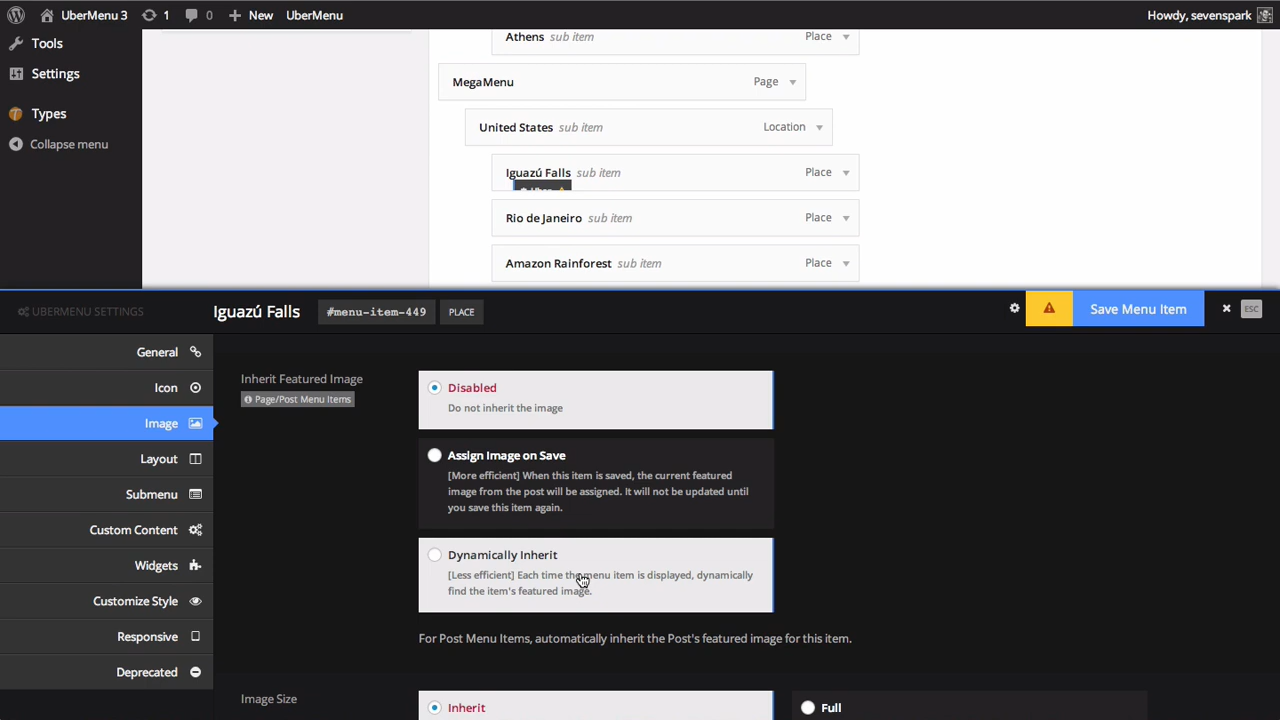 UberMenu 3 1 0 New UberMenu Howdy, sevenspark
Tools
Settings
Types
Collapse menu
Athens sub item Place
MegaMenu Page
United States sub item Location
Iguazú Falls sub item Place
Uber
Rio de Janeiro sub item Place
Amazon Rainforest sub item Place
UBERMENU SETTINGS Iguazú Falls #menu-item-449 PLACE Save Menu Item ESC
General
Icon
Image
Layout
Submenu
Custom Content
Widgets
Customize Style
Responsive
Deprecated
Inherit Featured Image
Page/Post Menu Items
Disabled
Do not inherit the image
Assign Image on Save
[More efficient] When this item is saved, the current featured
image from the post will be assigned. It will not be updated until
you save this item again.
Dynamically Inherit
[Less efficient] Each time the menu item is displayed, dynamically
find the item's featured image.
For Post Menu Items, automatically inherit the Post's featured image for this item.
Image Size
Inherit
Full